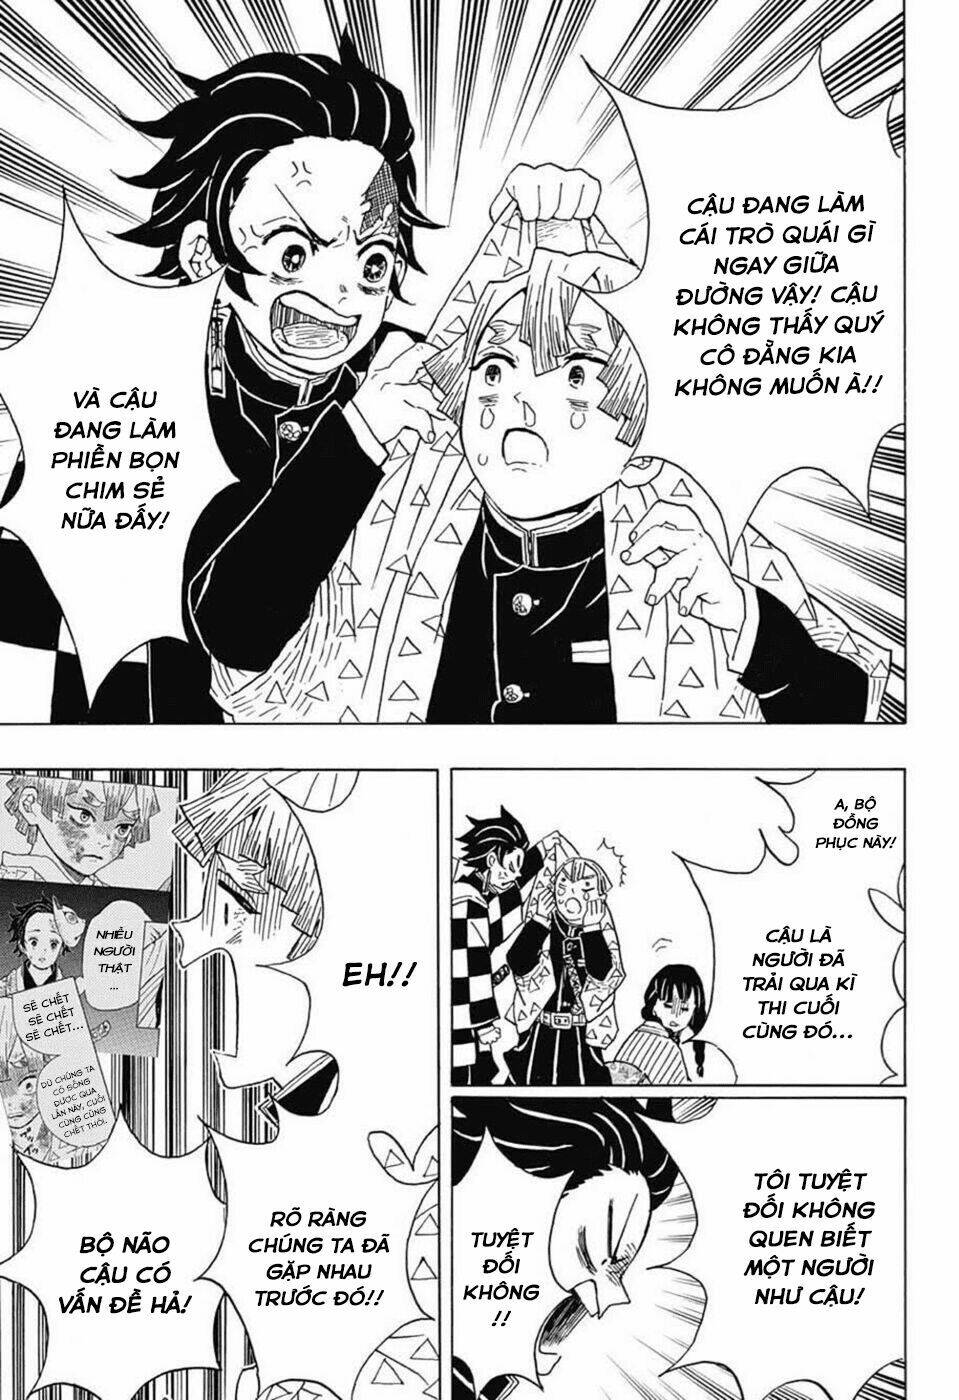 CẬU ĐANG LÀM
CÁI TRÒ QUÁI GÌ
NGAY GIỮA
ĐƯỜNG VẬY! CẬU
KHÔNG THẤY QUÝ
CÔ ĐẰNG KIA
KHÔNG MUỐN À!!
VÀ CẬU
ĐANG LÀM
PHIỀN BỌN
CHIM SẺ
NỮA ĐẤY!
A, BỘ
ĐỒNG
PHỤC NÀY!
CẬU LÀ
NGƯỜI ĐÃ
TRẢI QUA KÌ
THI CUỐI
CÙNG ĐÓ...
EH!!
NHIỀU
NGƯỜI
THẬT
...
SẼ CHẾT
SẼ CHẾT
SẼ CHẾT...
DÙ CHÚNG TA
CÓ SỐNG
ĐƯỢC QUA
LẦN NÀY, CUỐI
CÙNG CŨNG
CHẾT THÔI.
TÔI TUYỆT
ĐỐI KHÔNG
QUEN BIẾT
MỘT NGƯỜI
NHƯ CẬU!
TUYỆT
ĐỐI
KHÔNG
!!
RÕ RÀNG
CHÚNG TA ĐÃ
GẶP NHAU
TRƯỚC ĐÓ!!
BỘ NÃO
CẬU CÓ
VẤN ĐỀ HẢ!